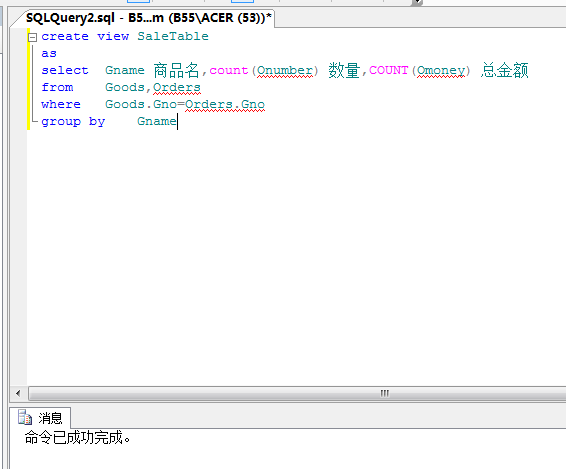 SQLQuery2.sql - B5...m (B55\ACER (53))*
create view SaleTable
as
select Gname 商品名,count(Onumber) 数量,COUNT(Omoney) 总金额
from Goods,Orders
where Goods.Gno=Orders.Gno
group by Gname
消息
命令已成功完成。